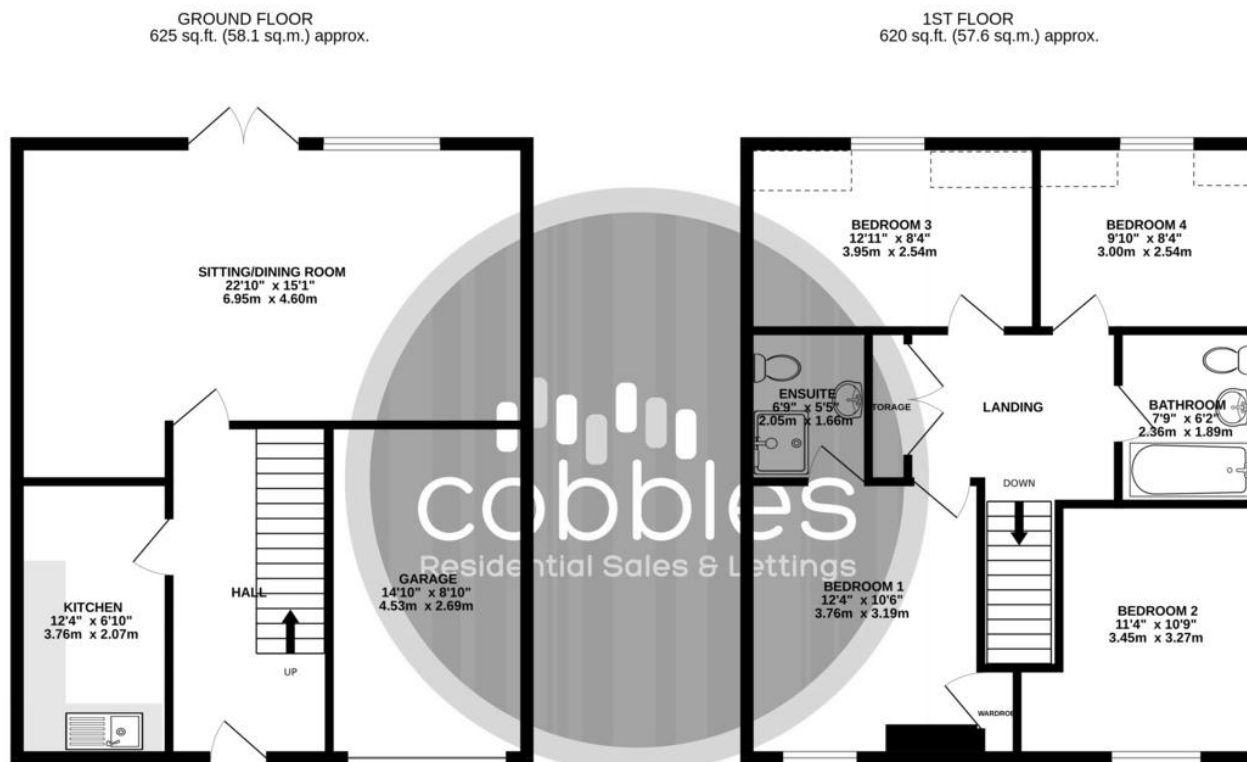 GROUND FLOOR
625 sq.ft. (58.1 sq.m.) approx.
SITTING/DINING ROOM
22'10" x 15'1"
6.95m x 4.60m
HALL
UP
KITCHEN
12'4" x 6'10"
3.76m x 2.07m
GARAGE
14'10" x 8'10"
4.53m x 2.69m
cobbles
Residential Sales & Lettings
1ST FLOOR
620 sq.ft. (57.6 sq.m.) approx.
BEDROOM 3
12'11" x 8'4"
3.95m x 2.54m
BEDROOM 4
9'10" x 8'4"
3.00m x 2.54m
ENSUITE
6'9" x 5'5"
2.05m x 1.66m
STORAGE
LANDING
BATHROOM
7'9" x 6'2"
2.36m x 1.89m
DOWN
BEDROOM 1
12'4" x 10'6"
3.76m x 3.19m
BEDROOM 2
11'4" x 10'9"
3.45m x 3.27m
WARDROBE